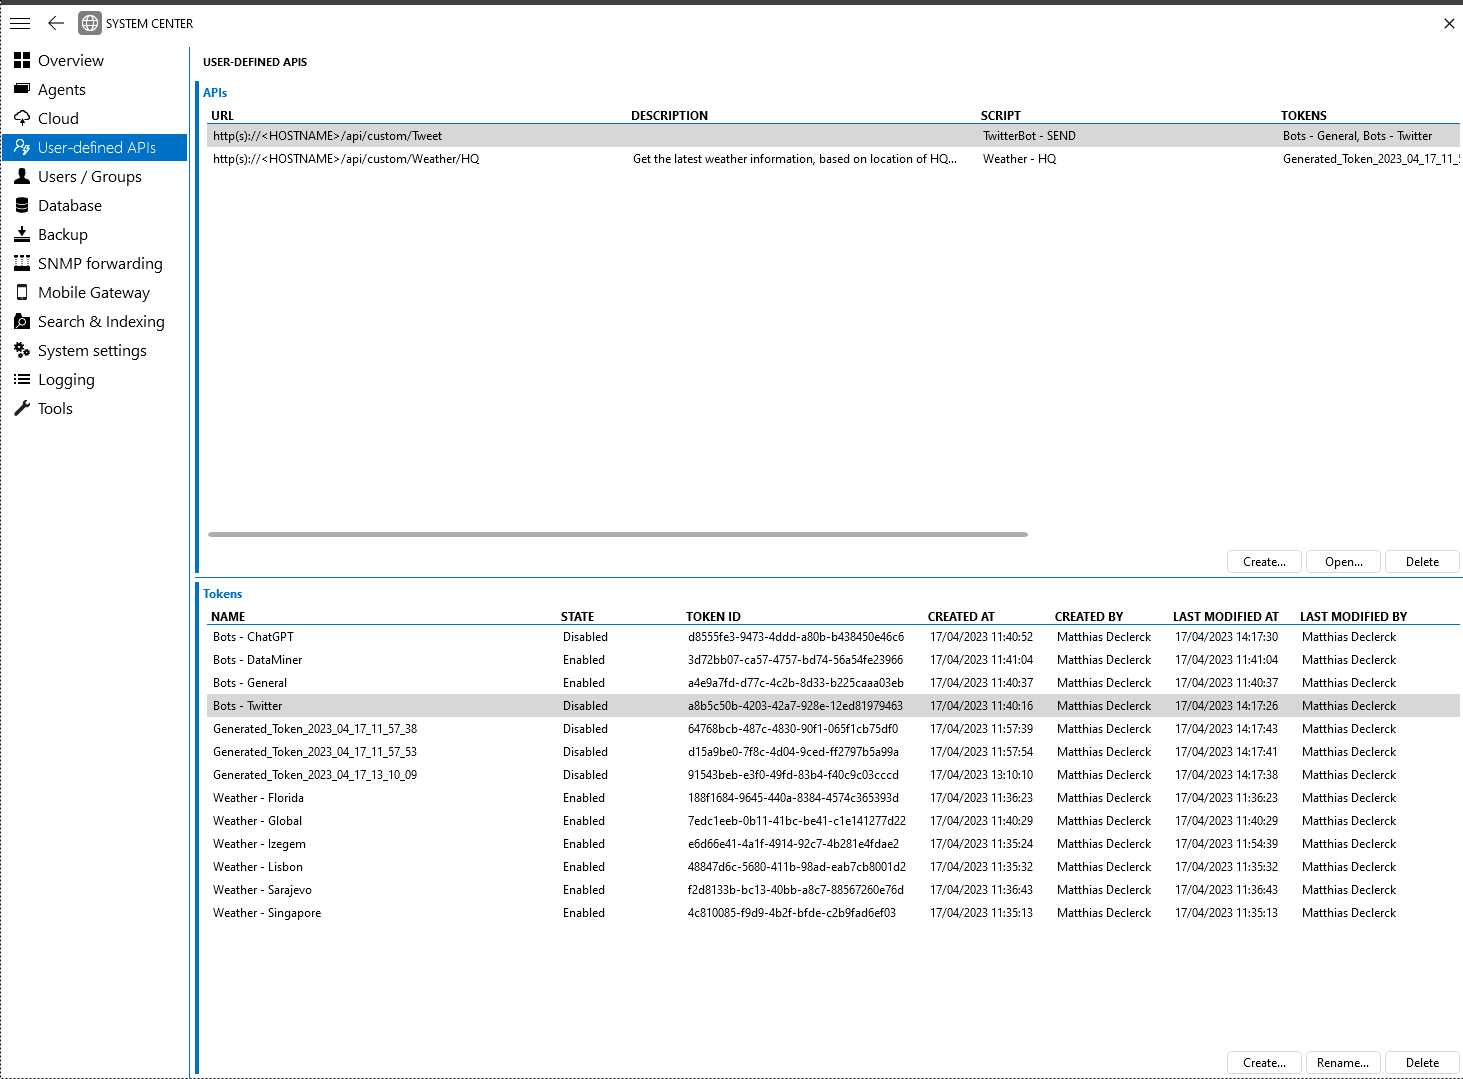 SYSTEM CENTER
Overview
Agents
Cloud
User-defined APIs
Users / Groups
Database
Backup
SNMP forwarding
Mobile Gateway
Search & Indexing
System settings
Logging
Tools
USER-DEFINED APIS
APIs
URL DESCRIPTION SCRIPT TOKENS
http(s)://<HOSTNAME>/api/custom/Tweet TwitterBot - SEND Bots - General, Bots - Twitter
http(s)://<HOSTNAME>/api/custom/Weather/HQ Get the latest weather information, based on location of HQ... Weather - HQ Generated_Token_2023_04_17_11_5
Create... Open... Delete
Tokens
NAME STATE TOKEN ID CREATED AT CREATED BY LAST MODIFIED AT LAST MODIFIED BY
Bots - ChatGPT Disabled d8555fe3-9473-4ddd-a80b-b438450e46c6 17/04/2023 11:40:52 Matthias Declerck 17/04/2023 14:17:30 Matthias Declerck
Bots - DataMiner Enabled 3d72bb07-ca57-4757-bd74-56a54fe23966 17/04/2023 11:41:04 Matthias Declerck 17/04/2023 11:41:04 Matthias Declerck
Bots - General Enabled a4e9a7fd-d77c-4c2b-8d33-b225caaa03eb 17/04/2023 11:40:37 Matthias Declerck 17/04/2023 11:40:37 Matthias Declerck
Bots - Twitter Disabled a8b5c50b-4203-42a7-928e-12ed81979463 17/04/2023 11:40:16 Matthias Declerck 17/04/2023 14:17:26 Matthias Declerck
Generated_Token_2023_04_17_11_57_38 Disabled 64768bcb-487c-4830-90f1-065f1cb75df0 17/04/2023 11:57:39 Matthias Declerck 17/04/2023 14:17:43 Matthias Declerck
Generated_Token_2023_04_17_11_57_53 Disabled d15a9be0-7f8c-4d04-9ced-ff2797b5a99a 17/04/2023 11:57:54 Matthias Declerck 17/04/2023 14:17:41 Matthias Declerck
Generated_Token_2023_04_17_13_10_09 Disabled 91543beb-e3f0-49fd-83b4-f40c9c03cccd 17/04/2023 13:10:10 Matthias Declerck 17/04/2023 14:17:38 Matthias Declerck
Weather - Florida Enabled 188f1684-9645-440a-8384-4574c365393d 17/04/2023 11:36:23 Matthias Declerck 17/04/2023 11:36:23 Matthias Declerck
Weather - Global Enabled 7edc1eeb-0b11-41bc-be41-c1e141277d22 17/04/2023 11:40:29 Matthias Declerck 17/04/2023 11:40:29 Matthias Declerck
Weather - Izegem Enabled e6d66e41-4a1f-4914-92c7-4b281e4fdae2 17/04/2023 11:35:24 Matthias Declerck 17/04/2023 11:54:39 Matthias Declerck
Weather - Lisbon Enabled 48847d6c-5680-411b-98ad-eab7cb8001d2 17/04/2023 11:35:32 Matthias Declerck 17/04/2023 11:35:32 Matthias Declerck
Weather - Sarajevo Enabled f2d8133b-bc13-40bb-a8c7-88567260e76d 17/04/2023 11:36:43 Matthias Declerck 17/04/2023 11:36:43 Matthias Declerck
Weather - Singapore Enabled 4c810085-f9d9-4b2f-bfde-c2b9fad6ef03 17/04/2023 11:35:13 Matthias Declerck 17/04/2023 11:35:13 Matthias Declerck
Create... Rename... Delete